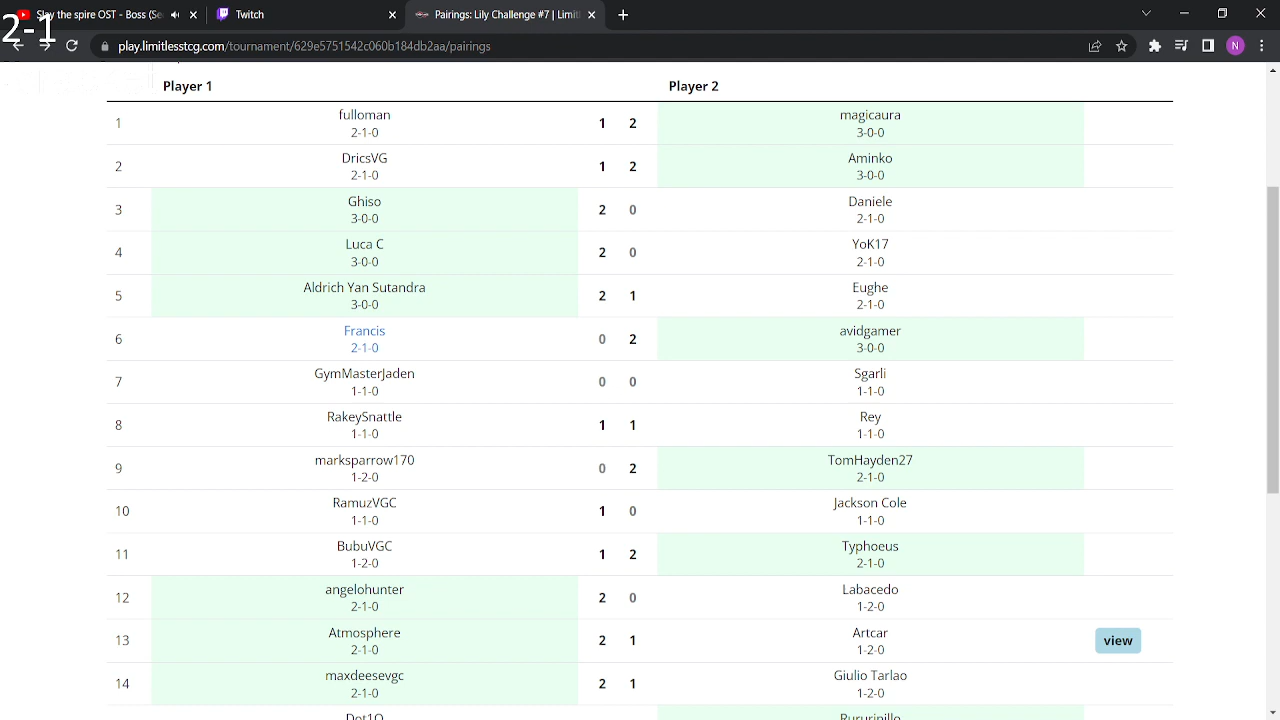 Slay the spire OST - Boss (Se
Twitch
Pairings: Lily Challenge #7 | Limit
2-1
play.limitlesstcg.com/tournament/629e5751542c060b184db2aa/pairings
N
Player 1 Player 2
1 fulloman 1 2 magicaura
2-1-0 3-0-0
2 DricsVG 1 2 Aminko
2-1-0 3-0-0
3 Ghiso 2 0 Daniele
3-0-0 2-1-0
4 Luca C 2 0 YoK17
3-0-0 2-1-0
5 Aldrich Yan Sutandra 2 1 Eughe
3-0-0 2-1-0
6 Francis 0 2 avidgamer
2-1-0 3-0-0
7 GymMasterJaden 0 0 Sgarli
1-1-0 1-1-0
8 RakeySnattle 1 1 Rey
1-1-0 1-1-0
9 marksparrow170 0 2 TomHayden27
1-2-0 2-1-0
10 RamuzVGC 1 0 Jackson Cole
1-1-0 1-1-0
11 BubuVGC 1 2 Typhoeus
1-2-0 2-1-0
12 angelohunter 2 0 Labacedo
2-1-0 1-2-0
13 Atmosphere 2 1 Artcar view
2-1-0 1-2-0
14 maxdeesevgc 2 1 Giulio Tarlao
2-1-0 1-2-0